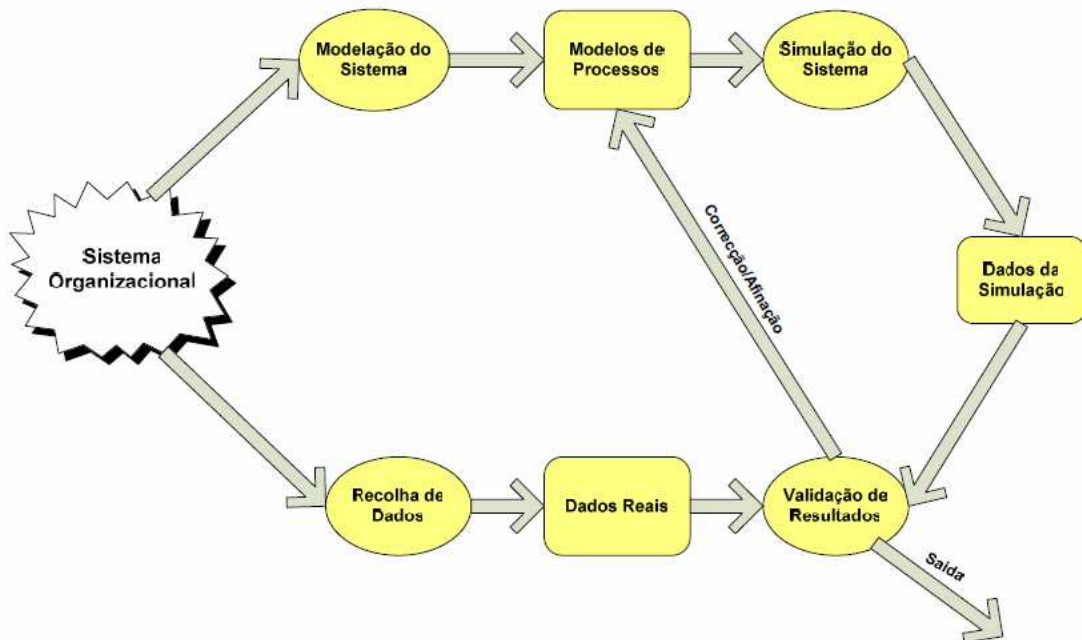 Modelação do
Sistema
Modelos de
Processos
Simulação do
Sistema
Sistema
Organizacional
Correcção/Afinação
Dados da
Simulação
Recolha de
Dados
Dados Reais
Validação de
Resultados
Saída